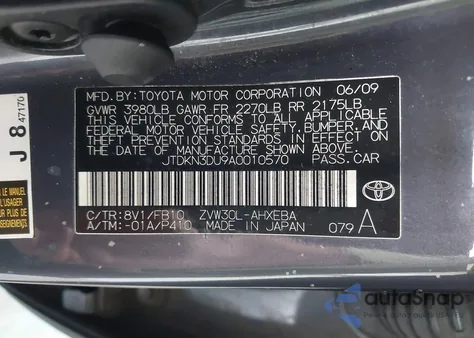 MFD.BY:TOYOTA MOTOR CORPORATION 06/09
GVWR 3980LB GAWR FR 2270LB RR 2175LB
THIS VEHICLE CONFORMS TO ALL APPLICABLE
FEDERAL MOTOR VEHICLE SAFETY, BUMPER, AND
THEFT PREVENTION STANDARDS IN EFFECT ON
THE DATE OF MANUFACTURE SHOWN ABOVE.
JTDKN3DU9A0010570 PASS.CAR
C/TR:8V1/FB10 ZVW30L-AHXEBA
A/TM:-01A/P410 MADE IN JAPAN 079 A
J 8 47170
autoSnap